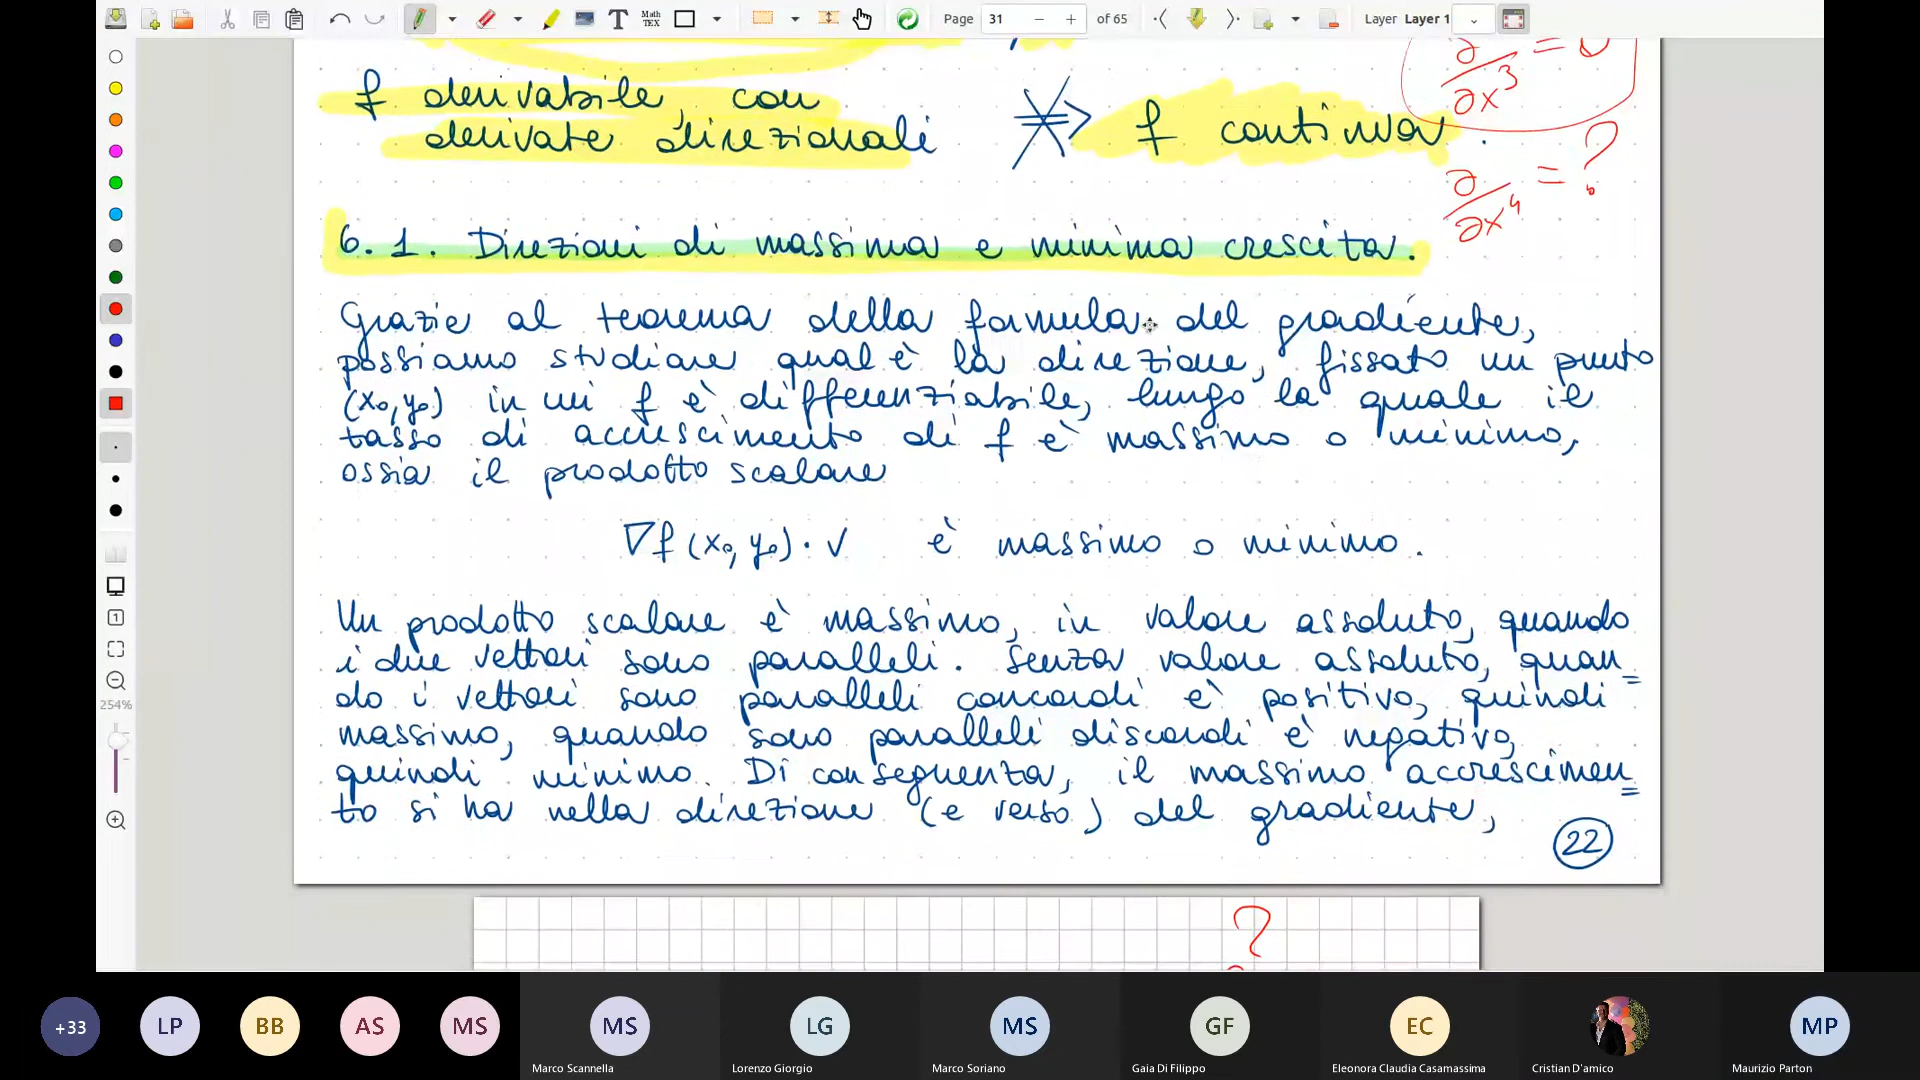 Page 31 of 65 Layer Layer 1
T Math TEX
f derivabile, con
derivate direzionali ⇏ f continua.
∂/∂x³ = 0
∂/∂x⁴ = ?
6.1. Direzioni di massima e minima crescita.
Grazie al teorema della formula del gradiente,
possiamo studiare qual è la direzione, fissato un punto
(x₀,y₀) in cui f è differenziabile, lungo la quale il
tasso di accrescimento di f è massimo o minimo,
ossia il prodotto scalare
∇f(x₀,y₀)·v è massimo o minimo.
Un prodotto scalare è massimo, in valore assoluto, quando
i due vettori sono paralleli. Senza valore assoluto, quan=
do i vettori sono paralleli concordi è positivo, quindi
massimo, quando sono paralleli discordi è negativo,
quindi minimo. Di conseguenza, il massimo accrescimen=
to si ha nella direzione (e verso) del gradiente,
22
?
1
254%
+33 LP BB AS MS MS LG MS GF EC MP
Marco Scannella Lorenzo Giorgio Marco Soriano Gaia Di Filippo Eleonora Claudia Casamassima Cristian D'amico Maurizio Parton